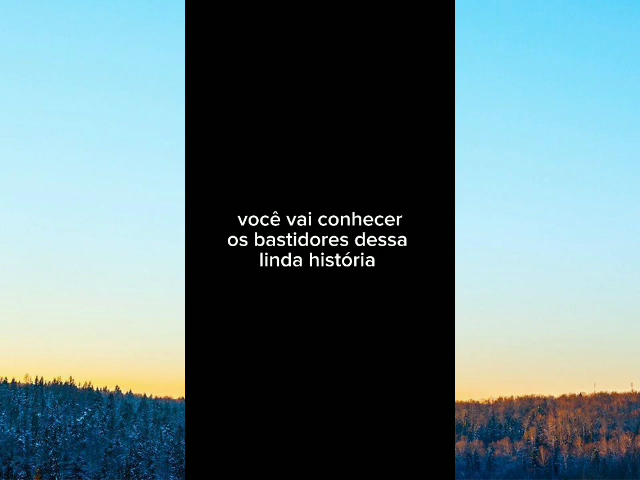 você vai conhecer
os bastidores dessa
linda história